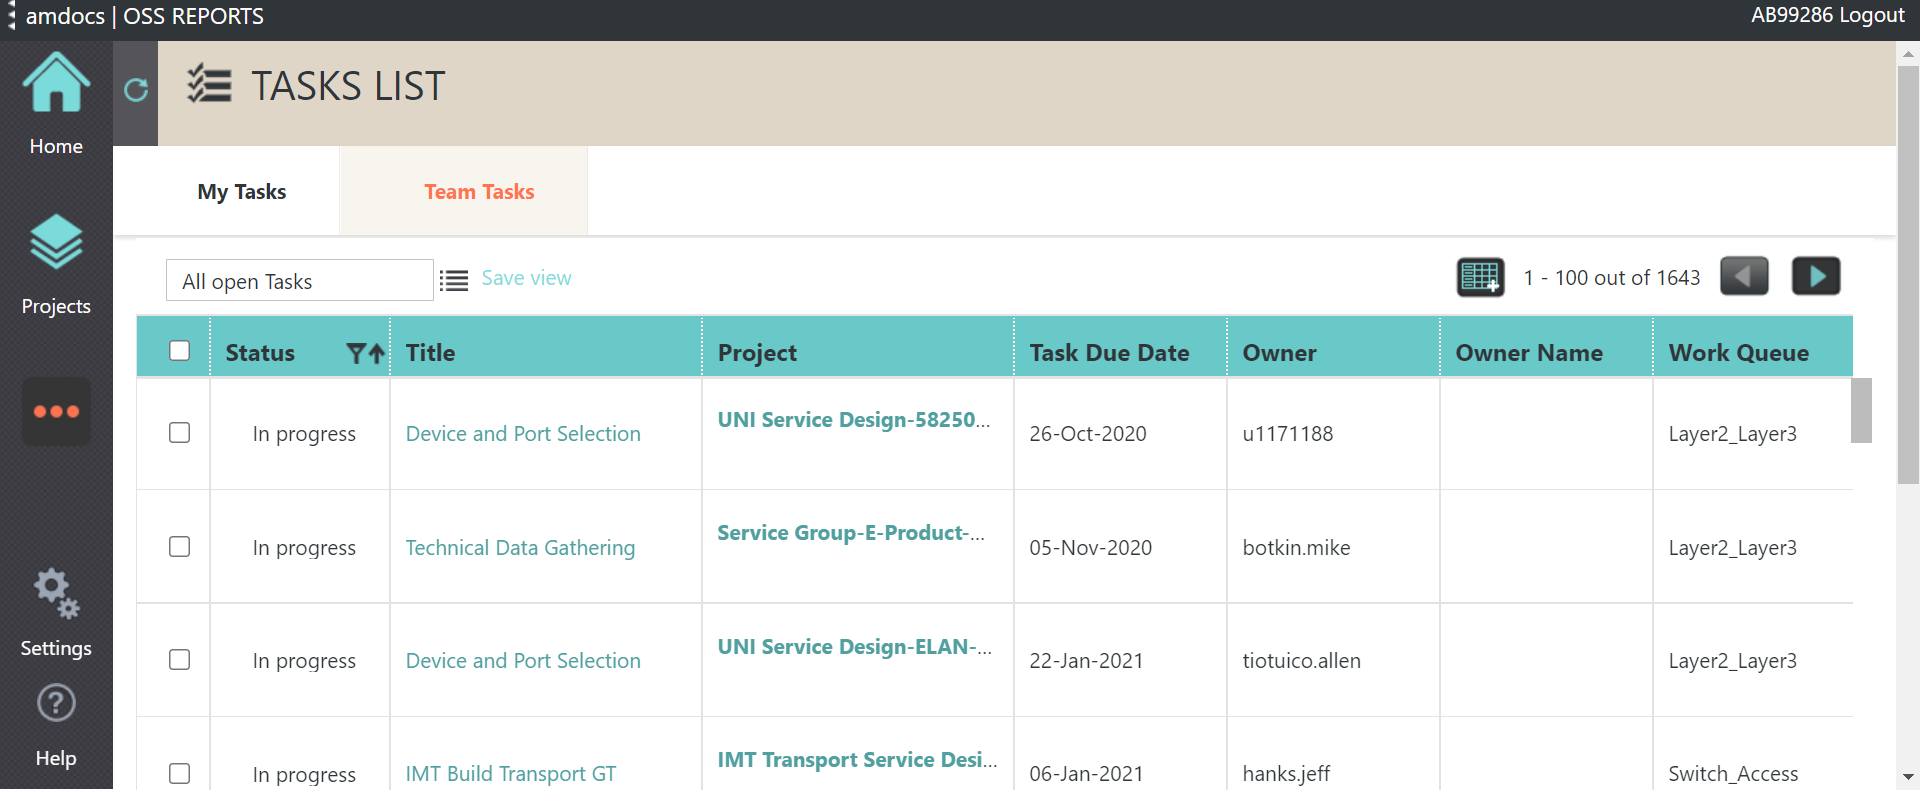 amdocs | OSS REPORTS
AB99286 Logout
Home
TASKS LIST
My Tasks
Team Tasks
Projects
All open Tasks
Save view
1 - 100 out of 1643
Status Title Project Task Due Date Owner Owner Name Work Queue
In progress Device and Port Selection UNI Service Design-58250... 26-Oct-2020 u1171188 Layer2_Layer3
In progress Technical Data Gathering Service Group-E-Product-... 05-Nov-2020 botkin.mike Layer2_Layer3
In progress Device and Port Selection UNI Service Design-ELAN-... 22-Jan-2021 tiotuico.allen Layer2_Layer3
In progress IMT Build Transport GT IMT Transport Service Desi... 06-Jan-2021 hanks.jeff Switch_Access
Settings
Help